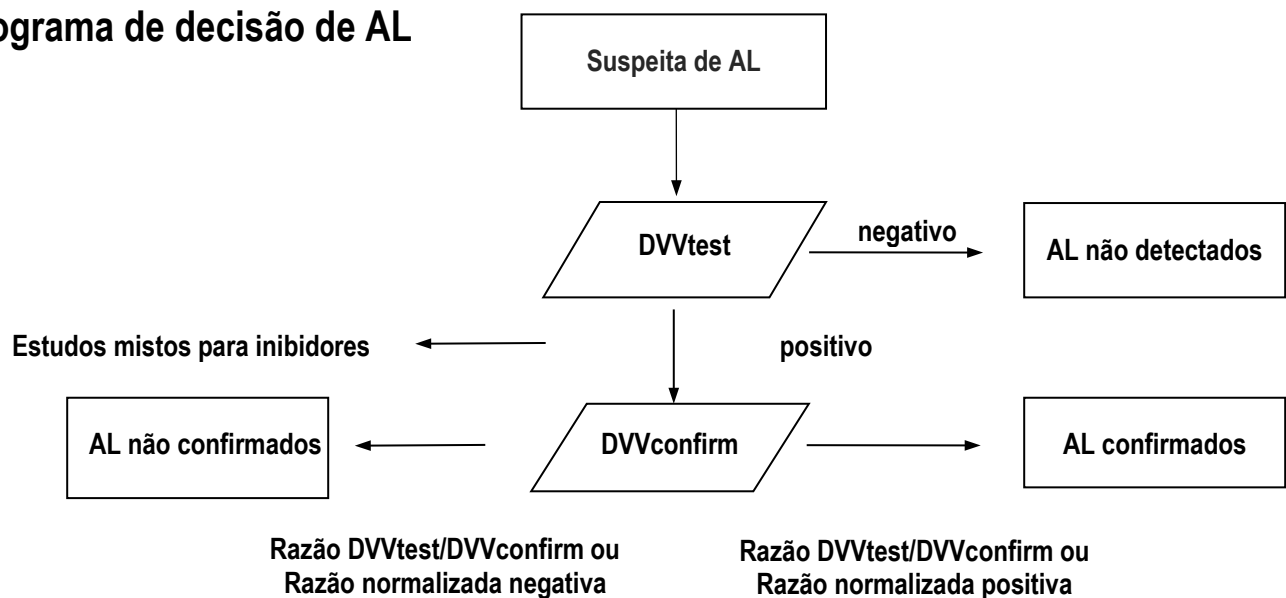 ograma de decisão de AL
Suspeita de AL
DVVtest
negativo
AL não detectados
Estudos mistos para inibidores
positivo
AL não confirmados
DVVconfirm
AL confirmados
Razão DVVtest/DVVconfirm ou
Razão normalizada negativa
Razão DVVtest/DVVconfirm ou
Razão normalizada positiva